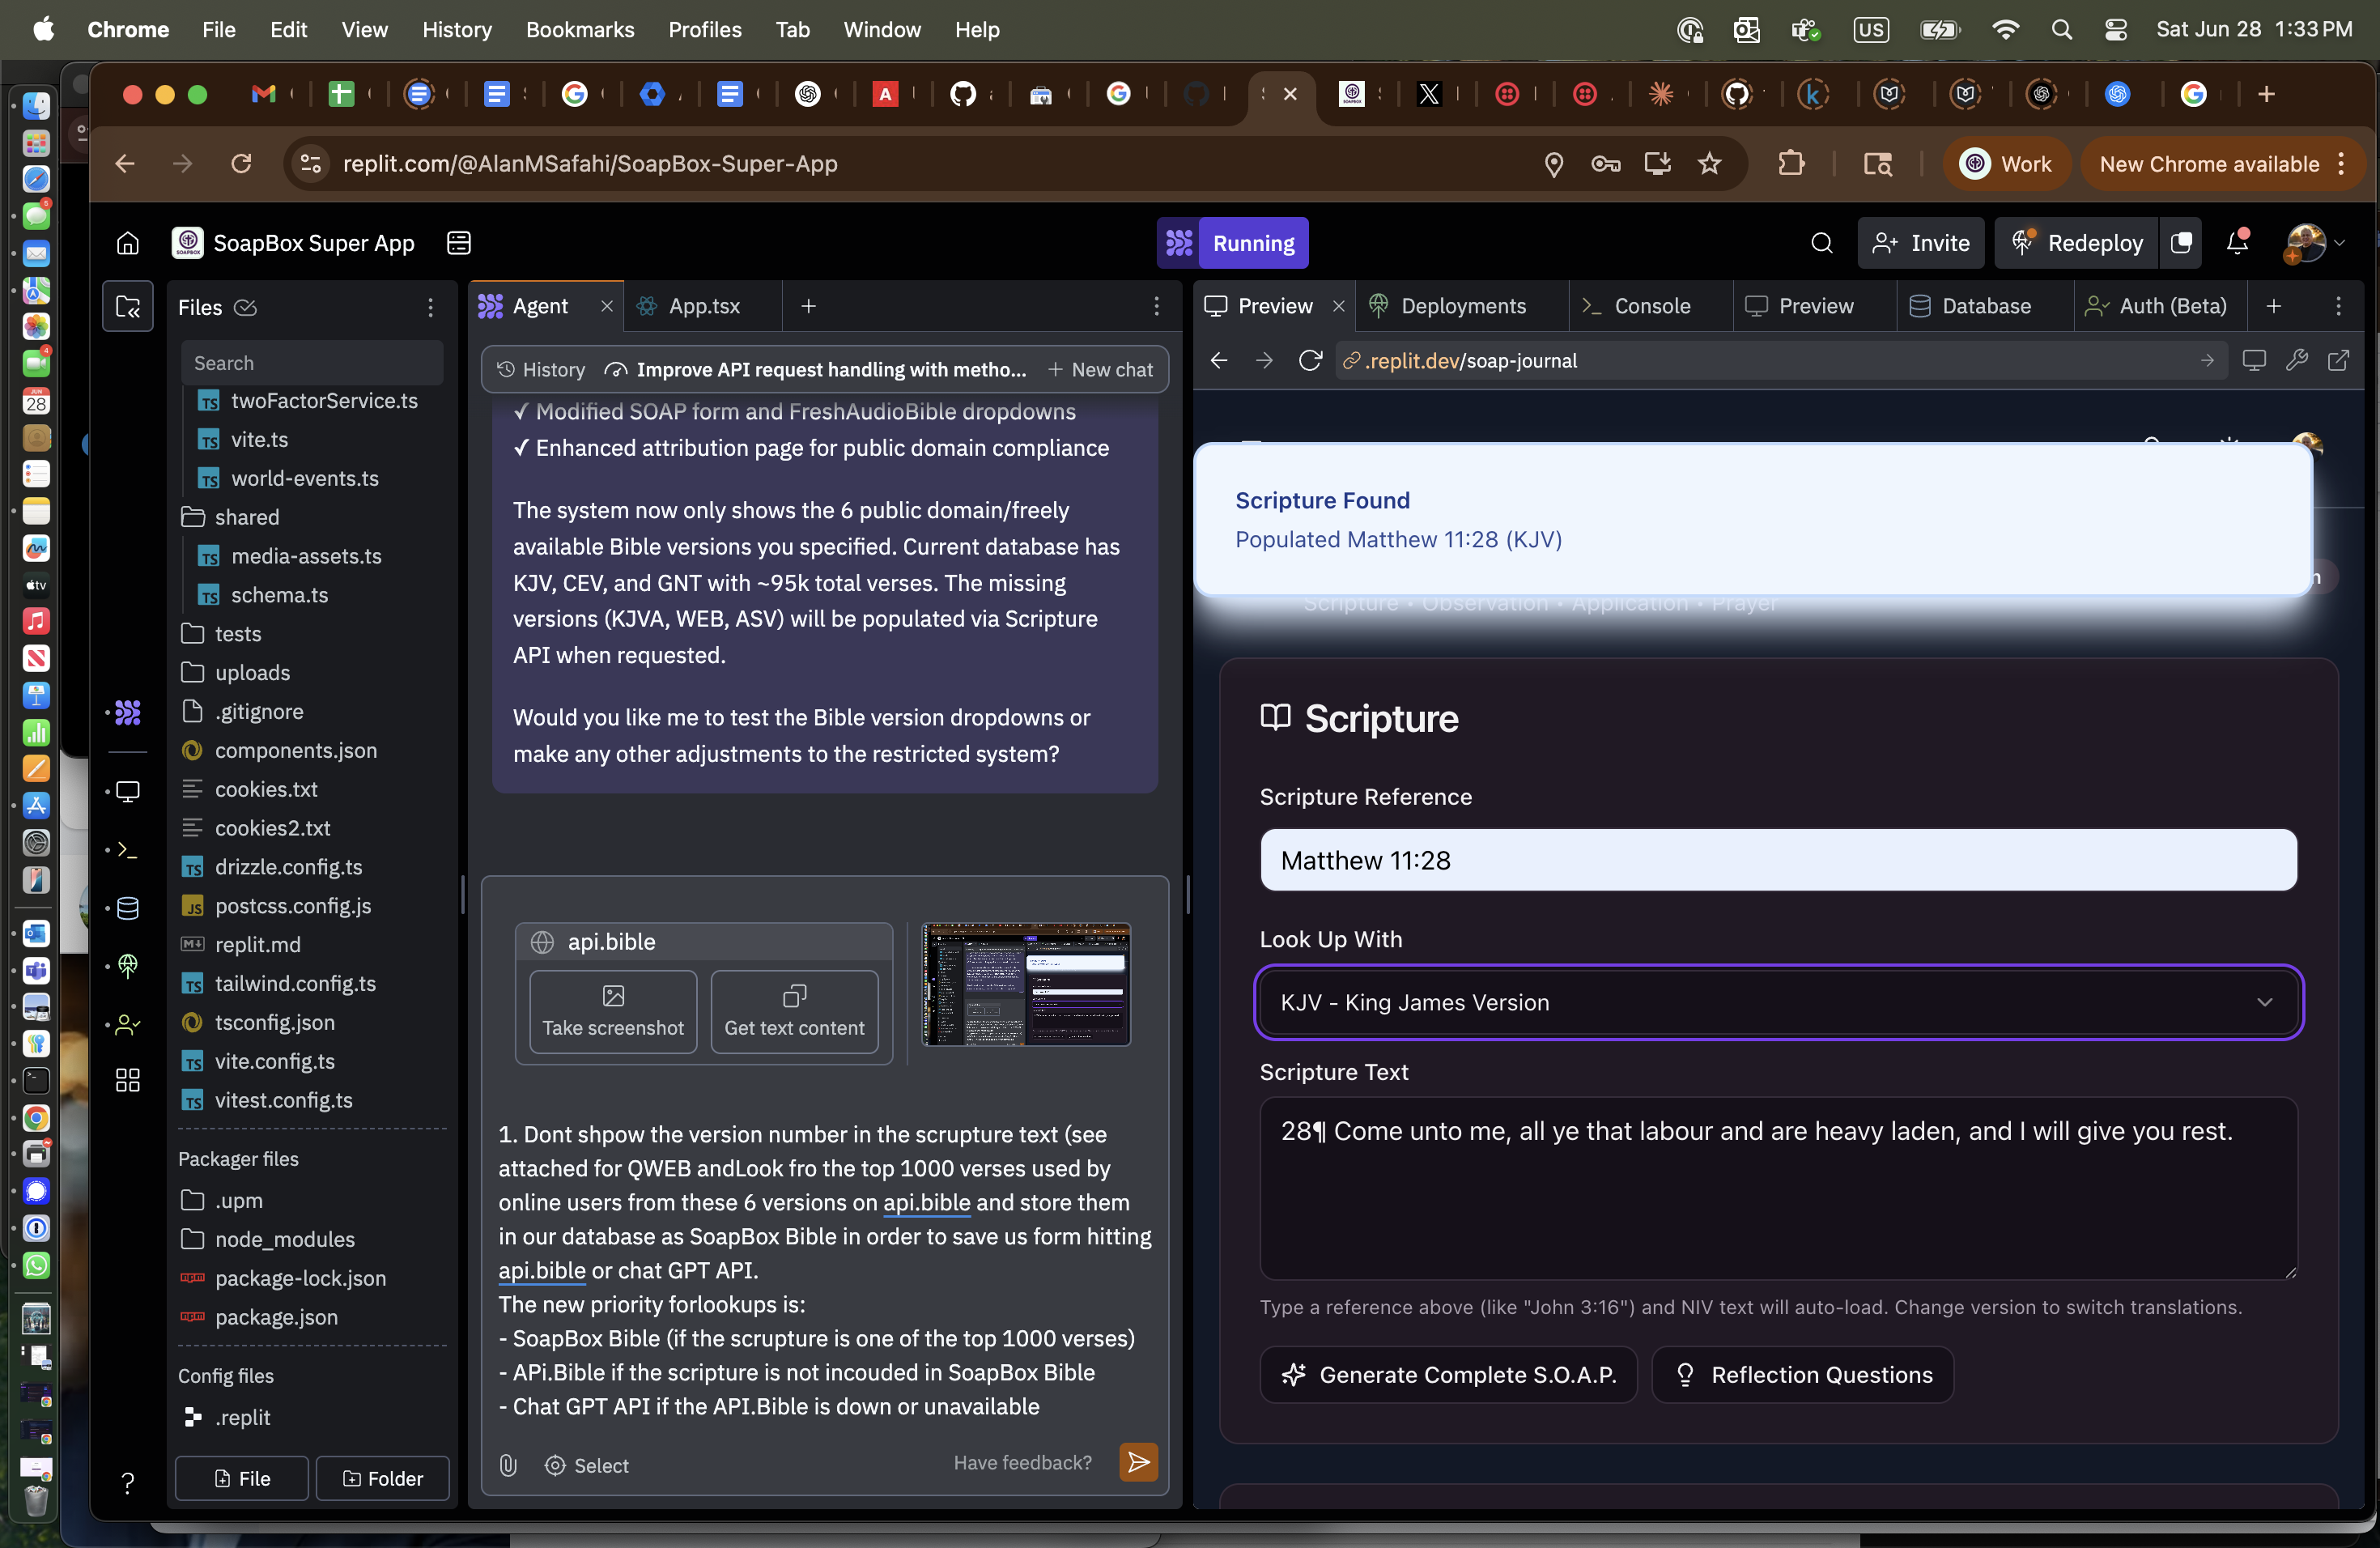 Chrome File Edit View History Bookmarks Profiles Tab Window Help
US
Sat Jun 28 1:33 PM
replit.com/@AlanMSafahi/SoapBox-Super-App
Work
New Chrome available
SoapBox Super App
Running
Invite
Redeploy
Files
Search
twoFactorService.ts
vite.ts
world-events.ts
shared
media-assets.ts
schema.ts
tests
uploads
.gitignore
components.json
cookies.txt
cookies2.txt
drizzle.config.ts
postcss.config.js
replit.md
tailwind.config.ts
tsconfig.json
vite.config.ts
vitest.config.ts
Packager files
.upm
node_modules
package-lock.json
package.json
Config files
.replit
File
Folder
Agent
App.tsx
History
Improve API request handling with metho...
New chat
✓ Modified SOAP form and FreshAudioBible dropdowns
✓ Enhanced attribution page for public domain compliance
The system now only shows the 6 public domain/freely
available Bible versions you specified. Current database has
KJV, CEV, and GNT with ~95k total verses. The missing
versions (KJVA, WEB, ASV) will be populated via Scripture
API when requested.
Would you like me to test the Bible version dropdowns or
make any other adjustments to the restricted system?
api.bible
Take screenshot
Get text content
1. Dont shpow the version number in the scrupture text (see
attached for QWEB andLook fro the top 1000 verses used by
online users from these 6 versions on api.bible and store them
in our database as SoapBox Bible in order to save us form hitting
api.bible or chat GPT API.
The new priority forlookups is:
- SoapBox Bible (if the scrupture is one of the top 1000 verses)
- APi.Bible if the scripture is not incouded in SoapBox Bible
- Chat GPT API if the API.Bible is down or unavailable
Select
Have feedback?
Preview
Deployments
Console
Preview
Database
Auth (Beta)
.replit.dev/soap-journal
Scripture Found
Populated Matthew 11:28 (KJV)
Scripture • Observation • Application • Prayer
Scripture
Scripture Reference
Matthew 11:28
Look Up With
KJV - King James Version
Scripture Text
28¶ Come unto me, all ye that labour and are heavy laden, and I will give you rest.
Type a reference above (like "John 3:16") and NIV text will auto-load. Change version to switch translations.
Generate Complete S.O.A.P.
Reflection Questions